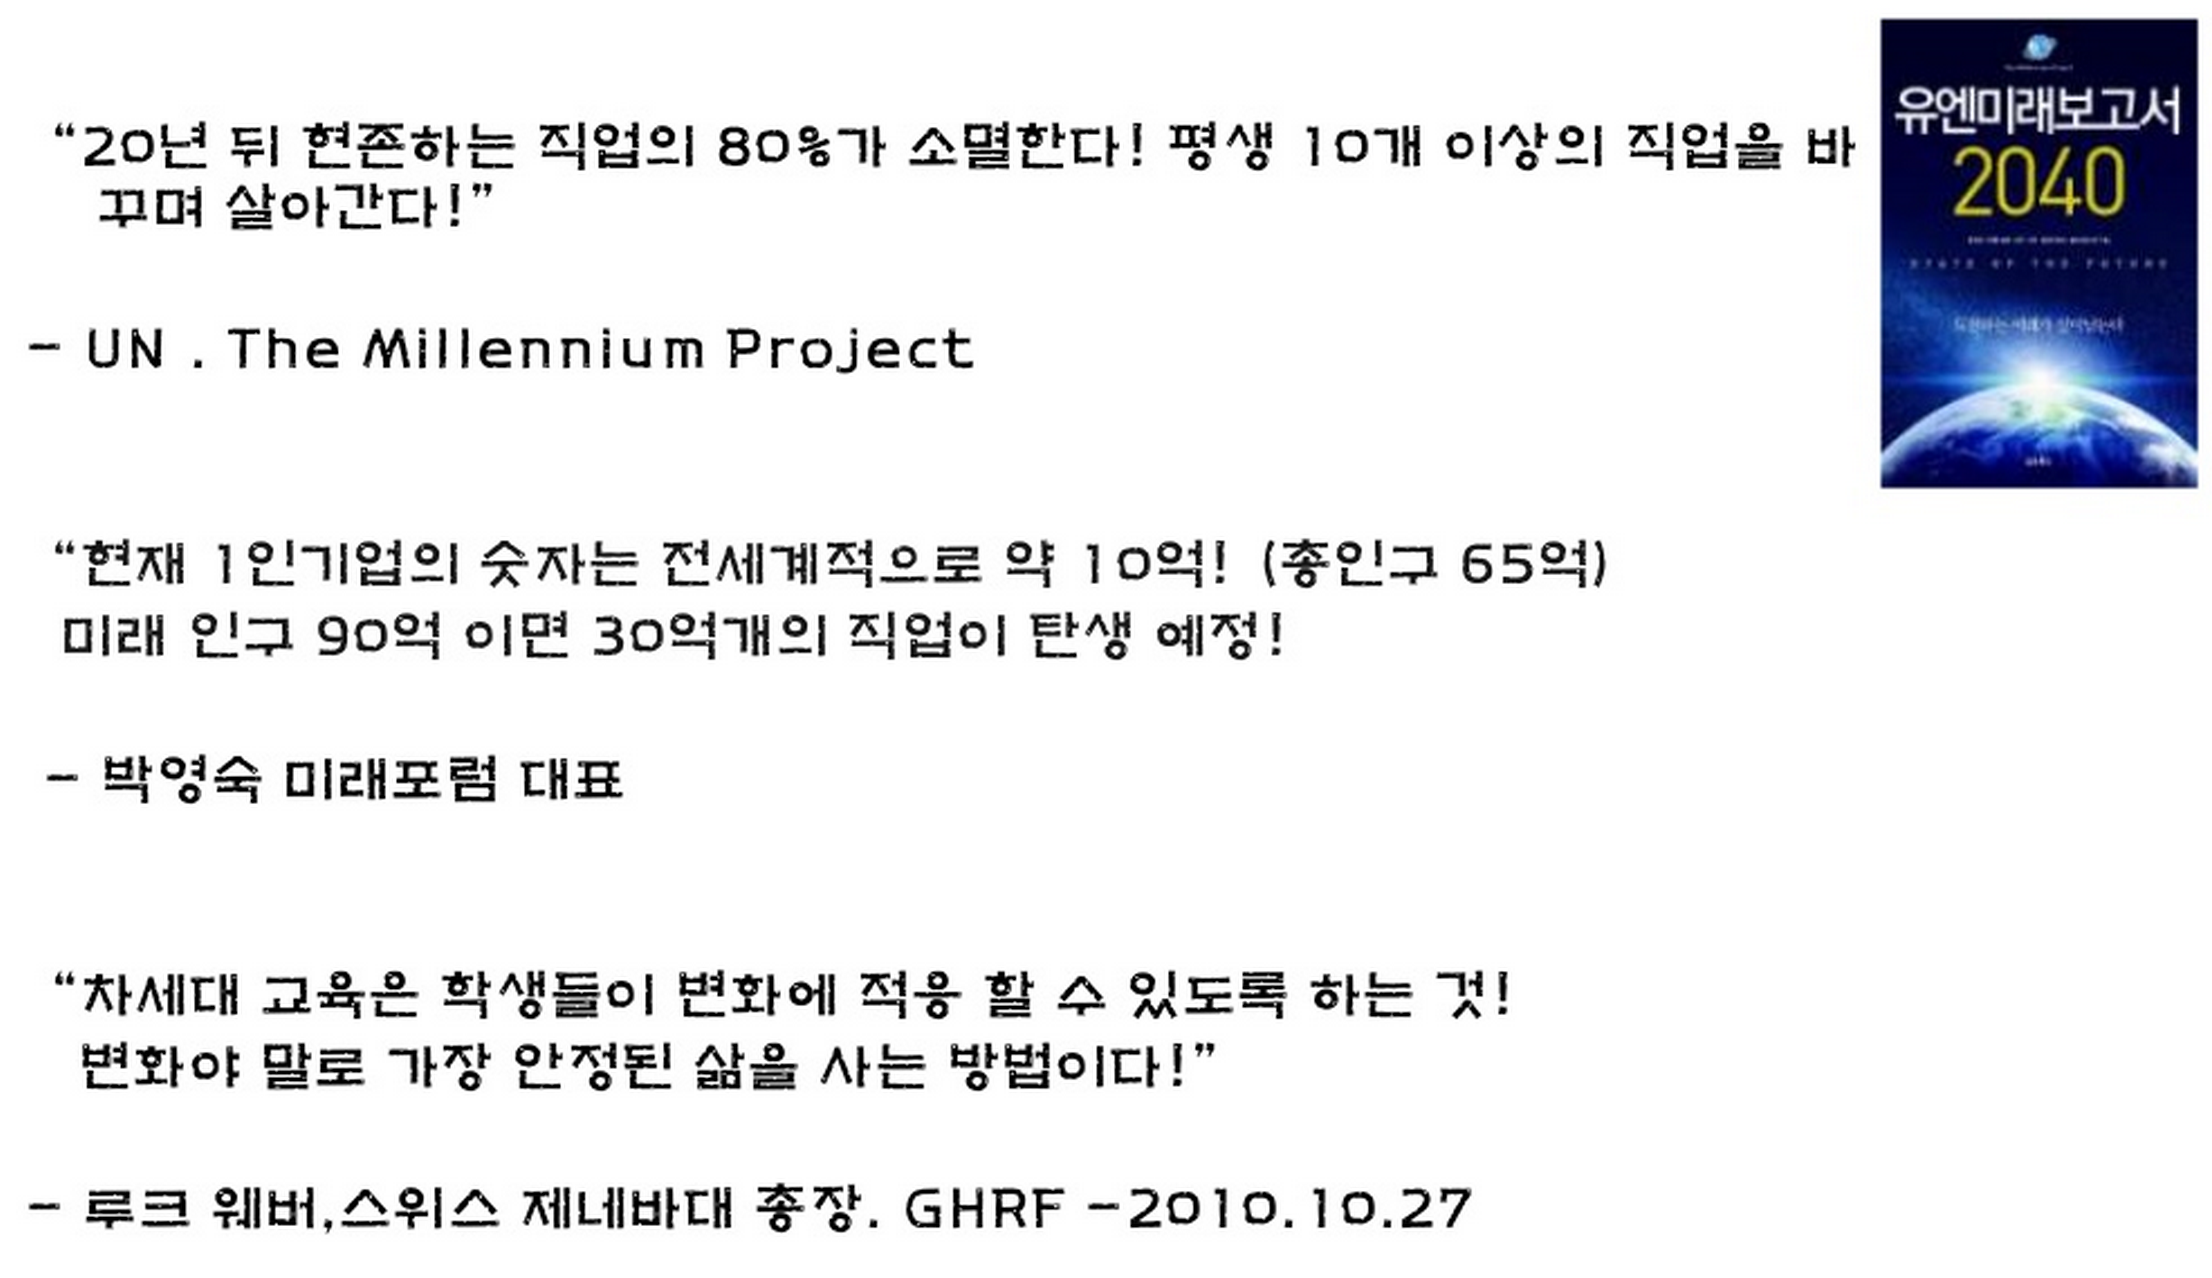 “20년 뒤 현존하는 직업의 80%가 소멸한다! 평생 10개 이상의 직업을 바
꾸며 살아간다!”
- UN . The Millennium Project
유엔미래보고서
2040
STATE OF THE FUTURE
“현재 1인기업의 숫자는 전세계적으로 약 10억! (총인구 65억)
미래 인구 90억 이면 30억개의 직업이 탄생 예정!
- 박영숙 미래포럼 대표
“차세대 교육은 학생들이 변화에 적응 할 수 있도록 하는 것!
변화야 말로 가장 안정된 삶을 사는 방법이다!”
- 루크 웨버,스위스 제네바대 총장. GHRF -2010.10.27